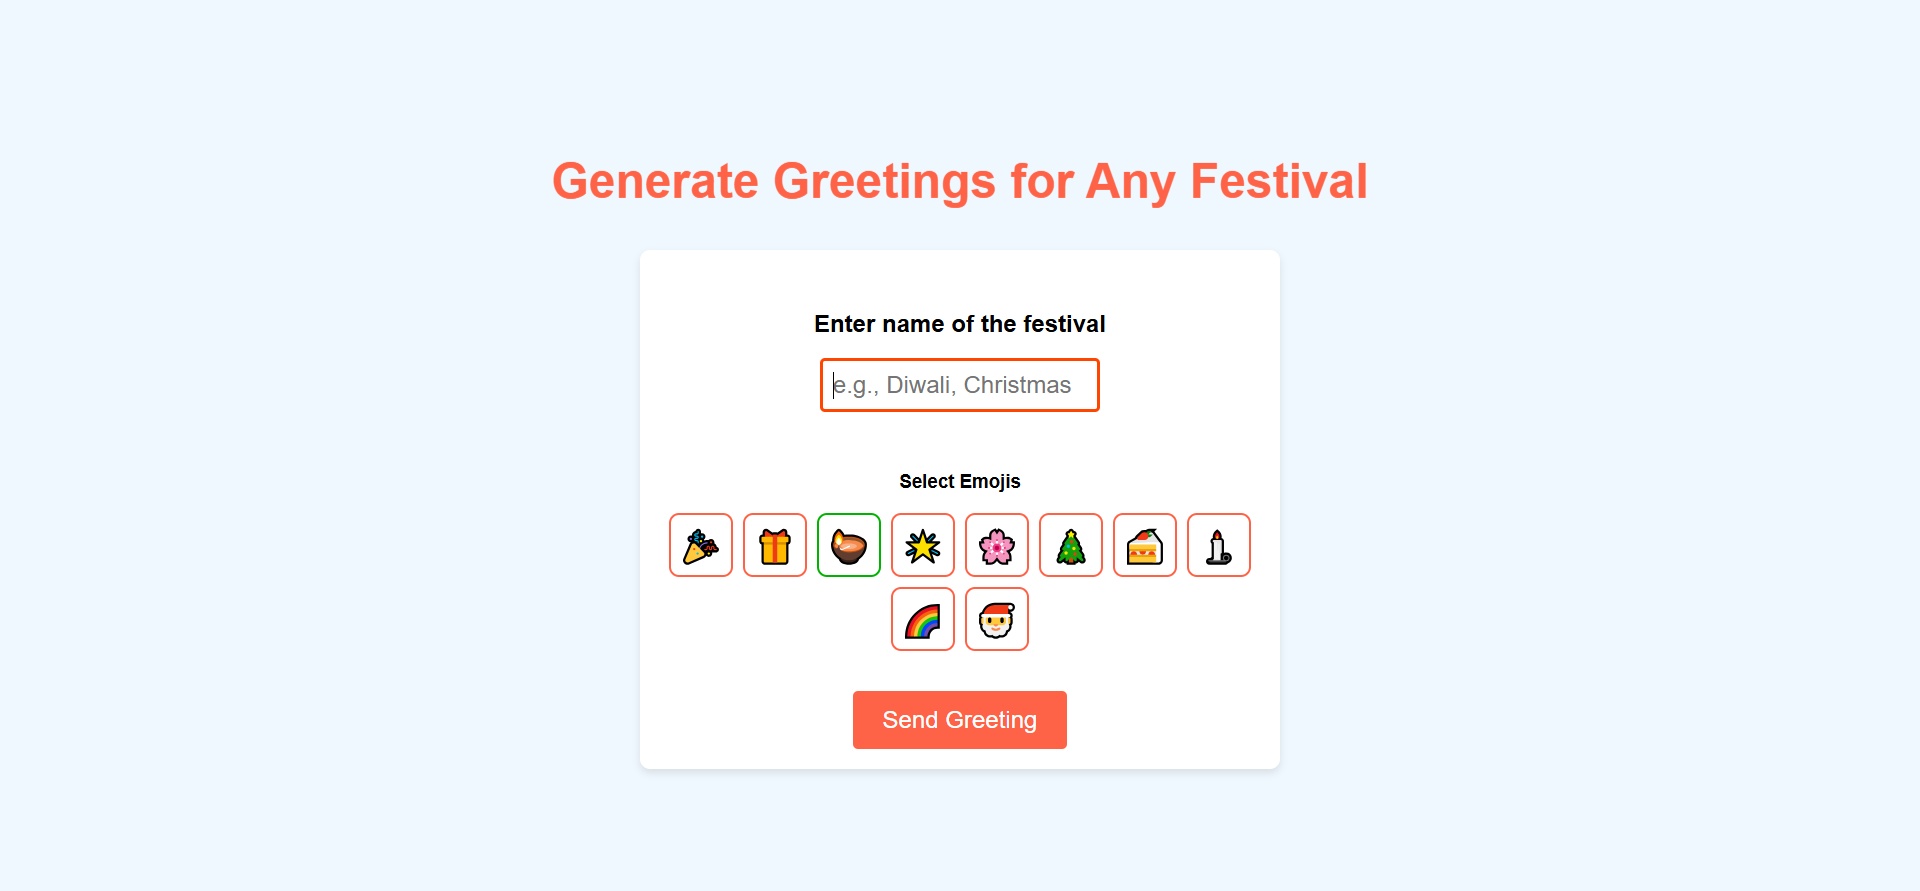 Generate Greetings for Any Festival
Enter name of the festival
e.g., Diwali, Christmas
Select Emojis
Send Greeting